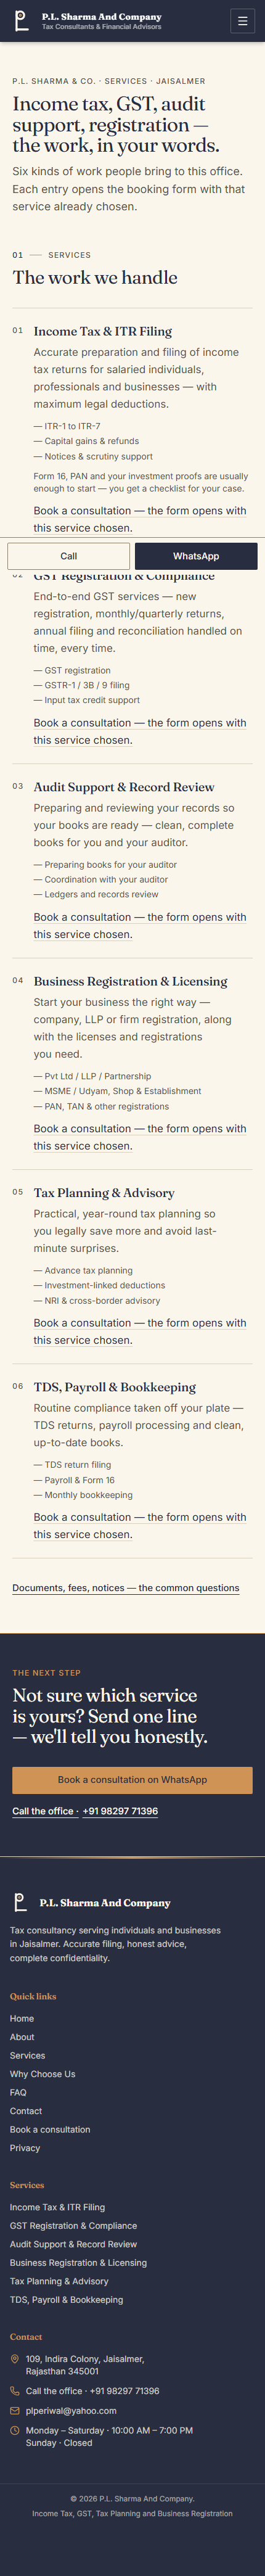 P.L. Sharma And Company
Tax Consultants & Financial Advisors
P.L. SHARMA & CO. · SERVICES · JAISALMER
Income tax, GST, audit
support, registration —
the work, in your words.
Six kinds of work people bring to this office.
Each entry opens the booking form with that
service already chosen.
01 — SERVICES
The work we handle
01 Income Tax & ITR Filing
Accurate preparation and filing of income
tax returns for salaried individuals,
professionals and businesses — with
maximum legal deductions.
— ITR-1 to ITR-7
— Capital gains & refunds
— Notices & scrutiny support
Form 16, PAN and your investment proofs are usually
enough to start — you get a checklist for your case.
Book a consultation — the form opens with
this service chosen.
Call WhatsApp
02 GST Registration & Compliance
End-to-end GST services — new
registration, monthly/quarterly returns,
annual filing and reconciliation handled on
time, every time.
— GST registration
— GSTR-1 / 3B / 9 filing
— Input tax credit support
Book a consultation — the form opens with
this service chosen.
03 Audit Support & Record Review
Preparing and reviewing your records so
your books are ready — clean, complete
books for you and your auditor.
— Preparing books for your auditor
— Coordination with your auditor
— Ledgers and records review
Book a consultation — the form opens with
this service chosen.
04 Business Registration & Licensing
Start your business the right way —
company, LLP or firm registration, along
with the licenses and registrations
you need.
— Pvt Ltd / LLP / Partnership
— MSME / Udyam, Shop & Establishment
— PAN, TAN & other registrations
Book a consultation — the form opens with
this service chosen.
05 Tax Planning & Advisory
Practical, year-round tax planning so
you legally save more and avoid last-
minute surprises.
— Advance tax planning
— Investment-linked deductions
— NRI & cross-border advisory
Book a consultation — the form opens with
this service chosen.
06 TDS, Payroll & Bookkeeping
Routine compliance taken off your plate —
TDS returns, payroll processing and clean,
up-to-date books.
— TDS return filing
— Payroll & Form 16
— Monthly bookkeeping
Book a consultation — the form opens with
this service chosen.
Documents, fees, notices — the common questions
THE NEXT STEP
Not sure which service
is yours? Send one line
— we'll tell you honestly.
Book a consultation on WhatsApp
Call the office · +91 98297 71396
P.L. Sharma And Company
Tax consultancy serving individuals and businesses
in Jaisalmer. Accurate filing, honest advice,
complete confidentiality.
Quick links
Home
About
Services
Why Choose Us
FAQ
Contact
Book a consultation
Privacy
Services
Income Tax & ITR Filing
GST Registration & Compliance
Audit Support & Record Review
Business Registration & Licensing
Tax Planning & Advisory
TDS, Payroll & Bookkeeping
Contact
109, Indira Colony, Jaisalmer,
Rajasthan 345001
Call the office · +91 98297 71396
plperiwal@yahoo.com
Monday – Saturday · 10:00 AM – 7:00 PM
Sunday · Closed
© 2026 P.L. Sharma And Company.
Income Tax, GST, Tax Planning and Business Registration